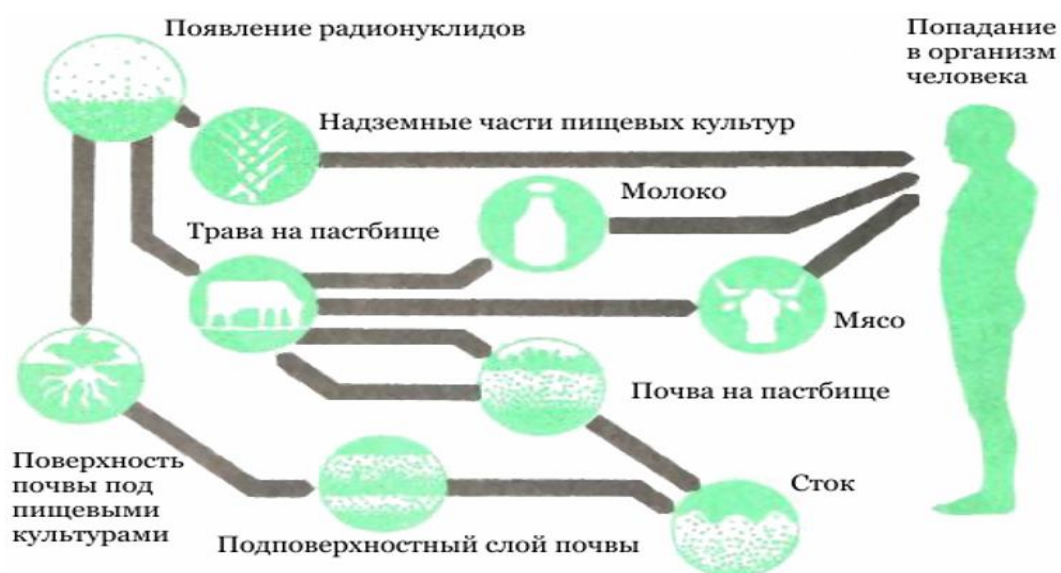 Появление радионуклидов
Попадание
в организм
человека
Надземные части пищевых культур
Молоко
Трава на пастбище
Мясо
Почва на пастбище
Поверхность
почвы под
пищевыми
культурами
Сток
Подповерхностный слой почвы